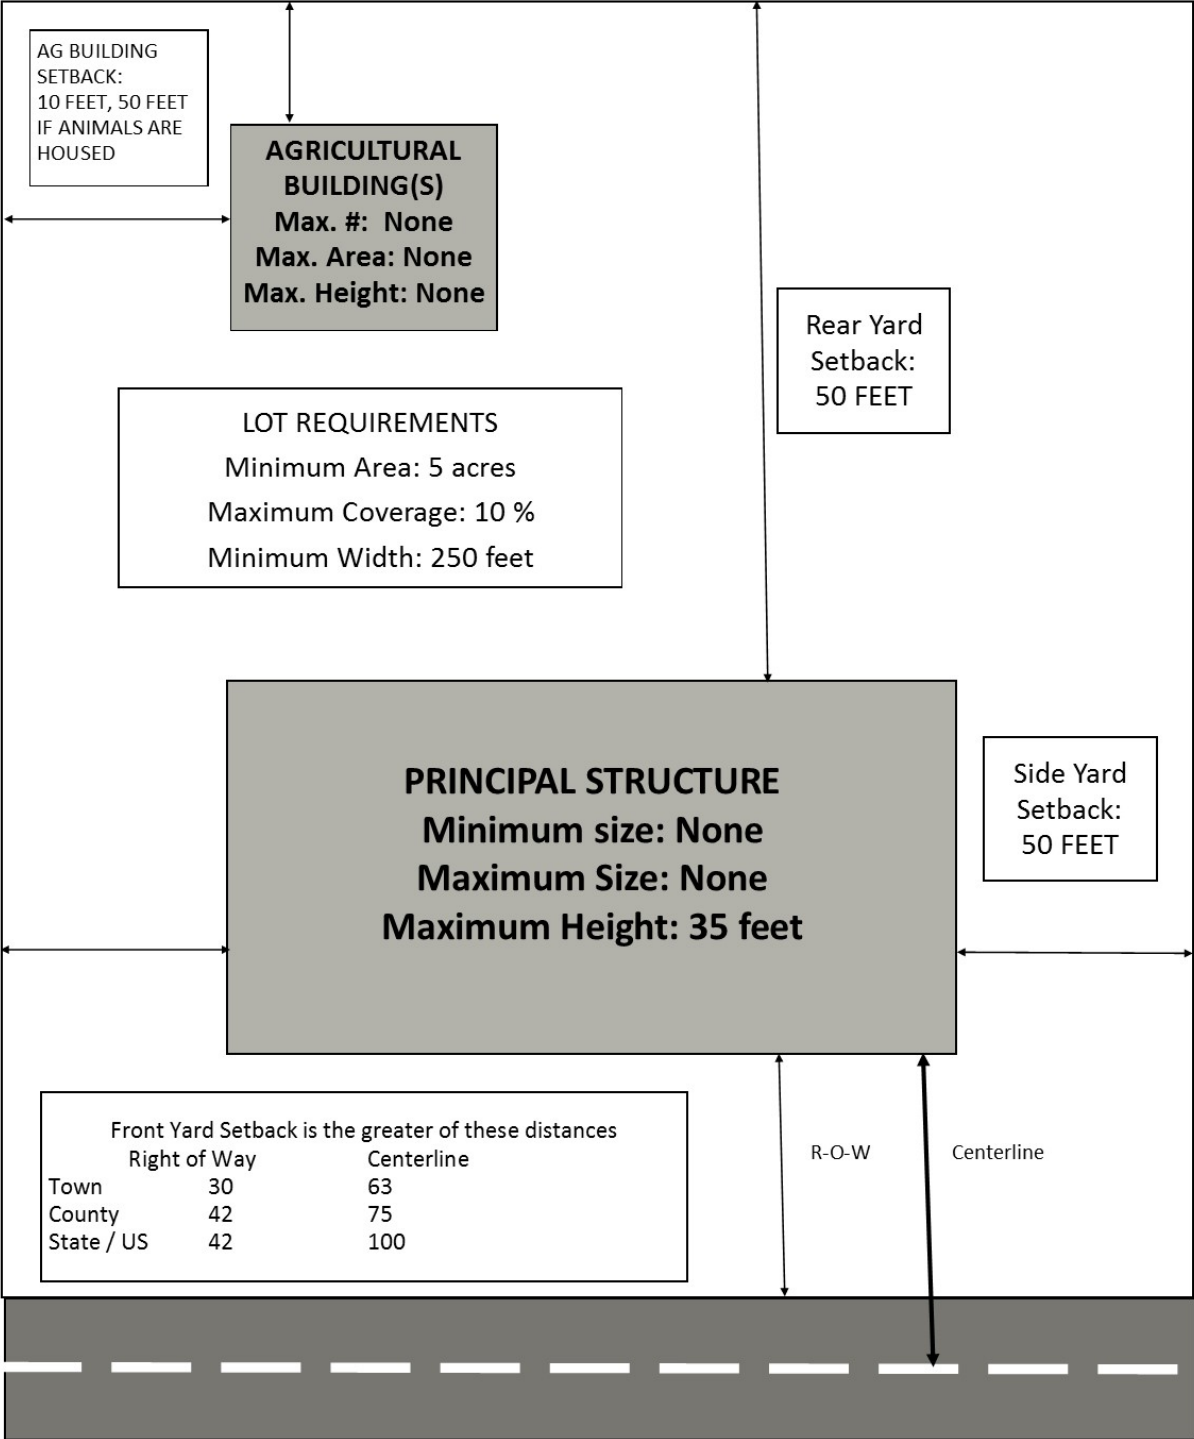 AG BUILDING
SETBACK:
10 FEET, 50 FEET
IF ANIMALS ARE
HOUSED
AGRICULTURAL
BUILDING(S)
Max. #:  None
Max. Area: None
Max. Height: None
Rear Yard
Setback:
50 FEET
LOT REQUIREMENTS
Minimum Area: 5 acres
Maximum Coverage: 10 %
Minimum Width: 250 feet
PRINCIPAL STRUCTURE
Minimum size: None
Maximum Size: None
Maximum Height: 35 feet
Side Yard
Setback:
50 FEET
Front Yard Setback is the greater of these distances
Right of Way Centerline
Town 30 63
County 42 75
State / US 42 100
R-O-W
Centerline